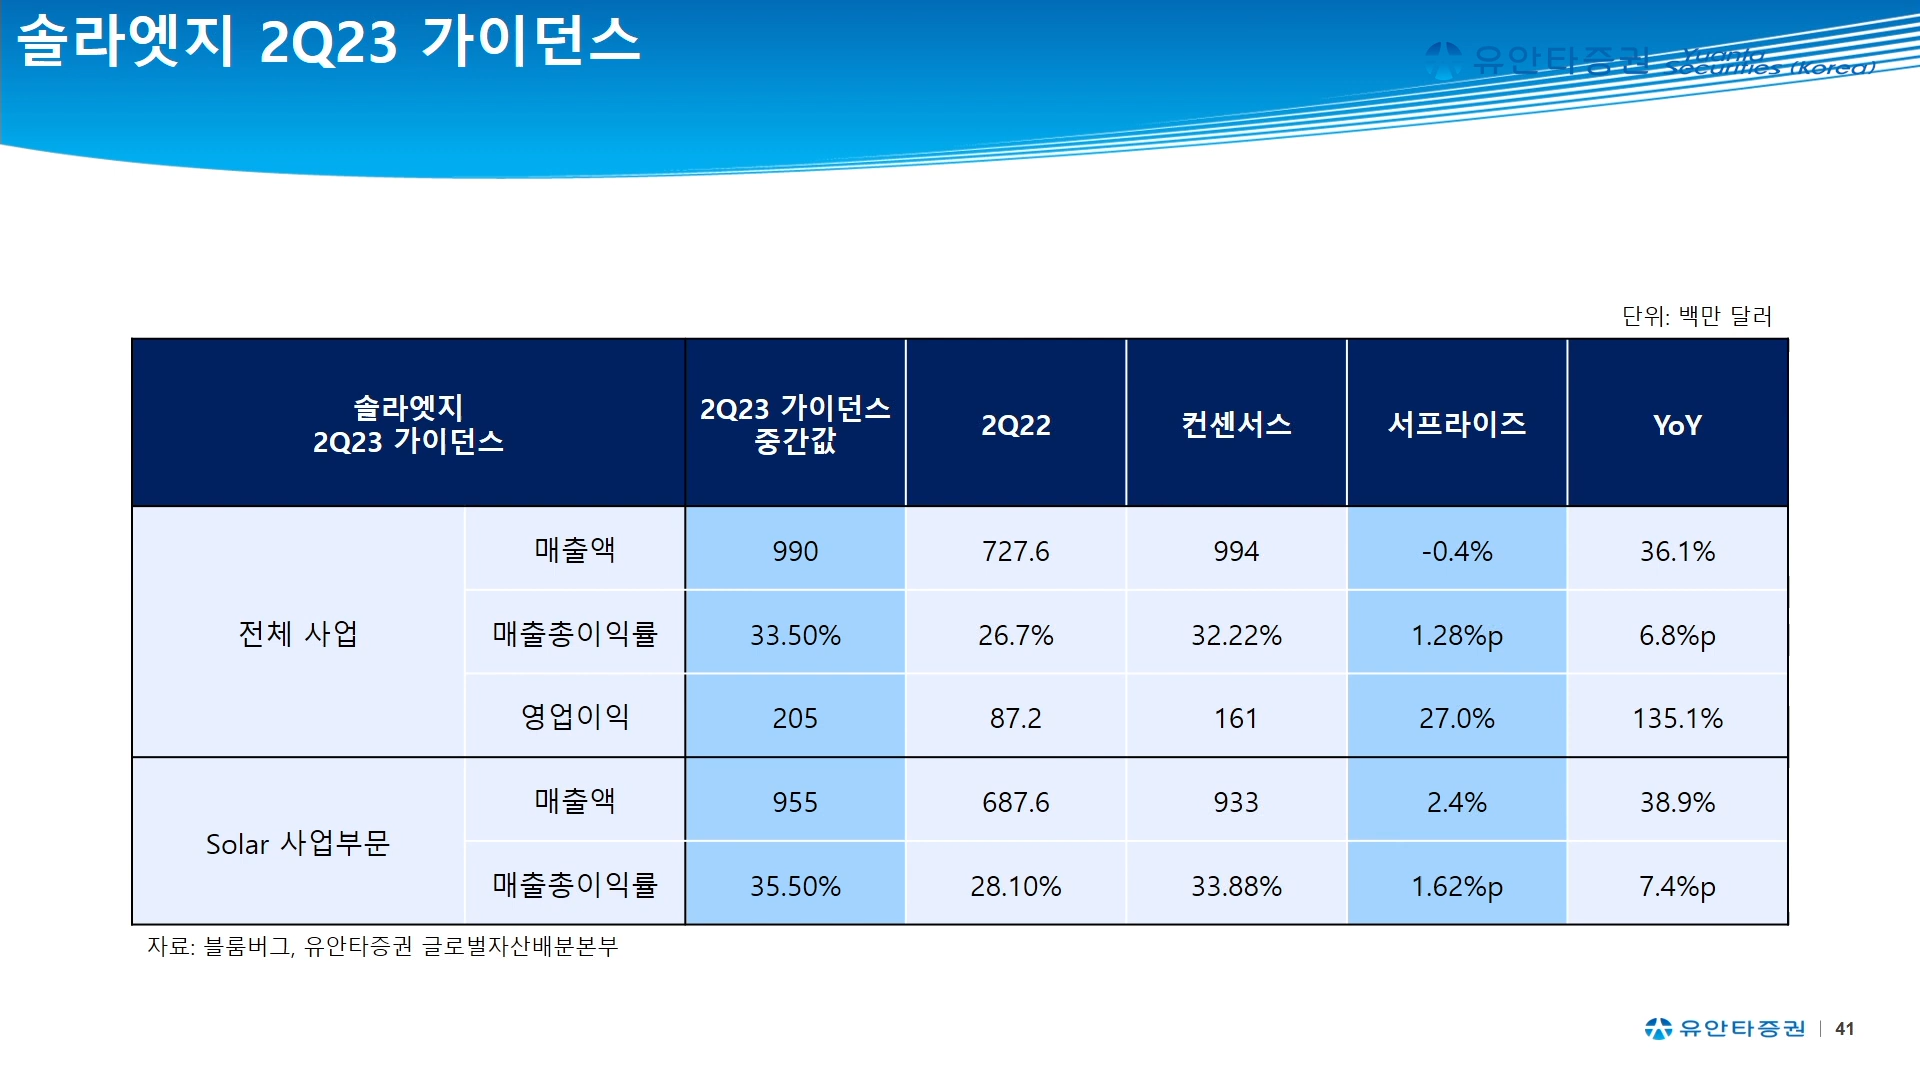 솔라엣지 2Q23 가이던스
유안타증권 Yuanta Securities (Korea)
단위: 백만 달러
솔라엣지
2Q23 가이던스
2Q23 가이던스
중간값
2Q22
컨센서스
서프라이즈
YoY
전체 사업
매출액
990
727.6
994
-0.4%
36.1%
매출총이익률
33.50%
26.7%
32.22%
1.28%p
6.8%p
영업이익
205
87.2
161
27.0%
135.1%
Solar 사업부문
매출액
955
687.6
933
2.4%
38.9%
매출총이익률
35.50%
28.10%
33.88%
1.62%p
7.4%p
자료: 블룸버그, 유안타증권 글로벌자산배분본부
유안타증권 | 41